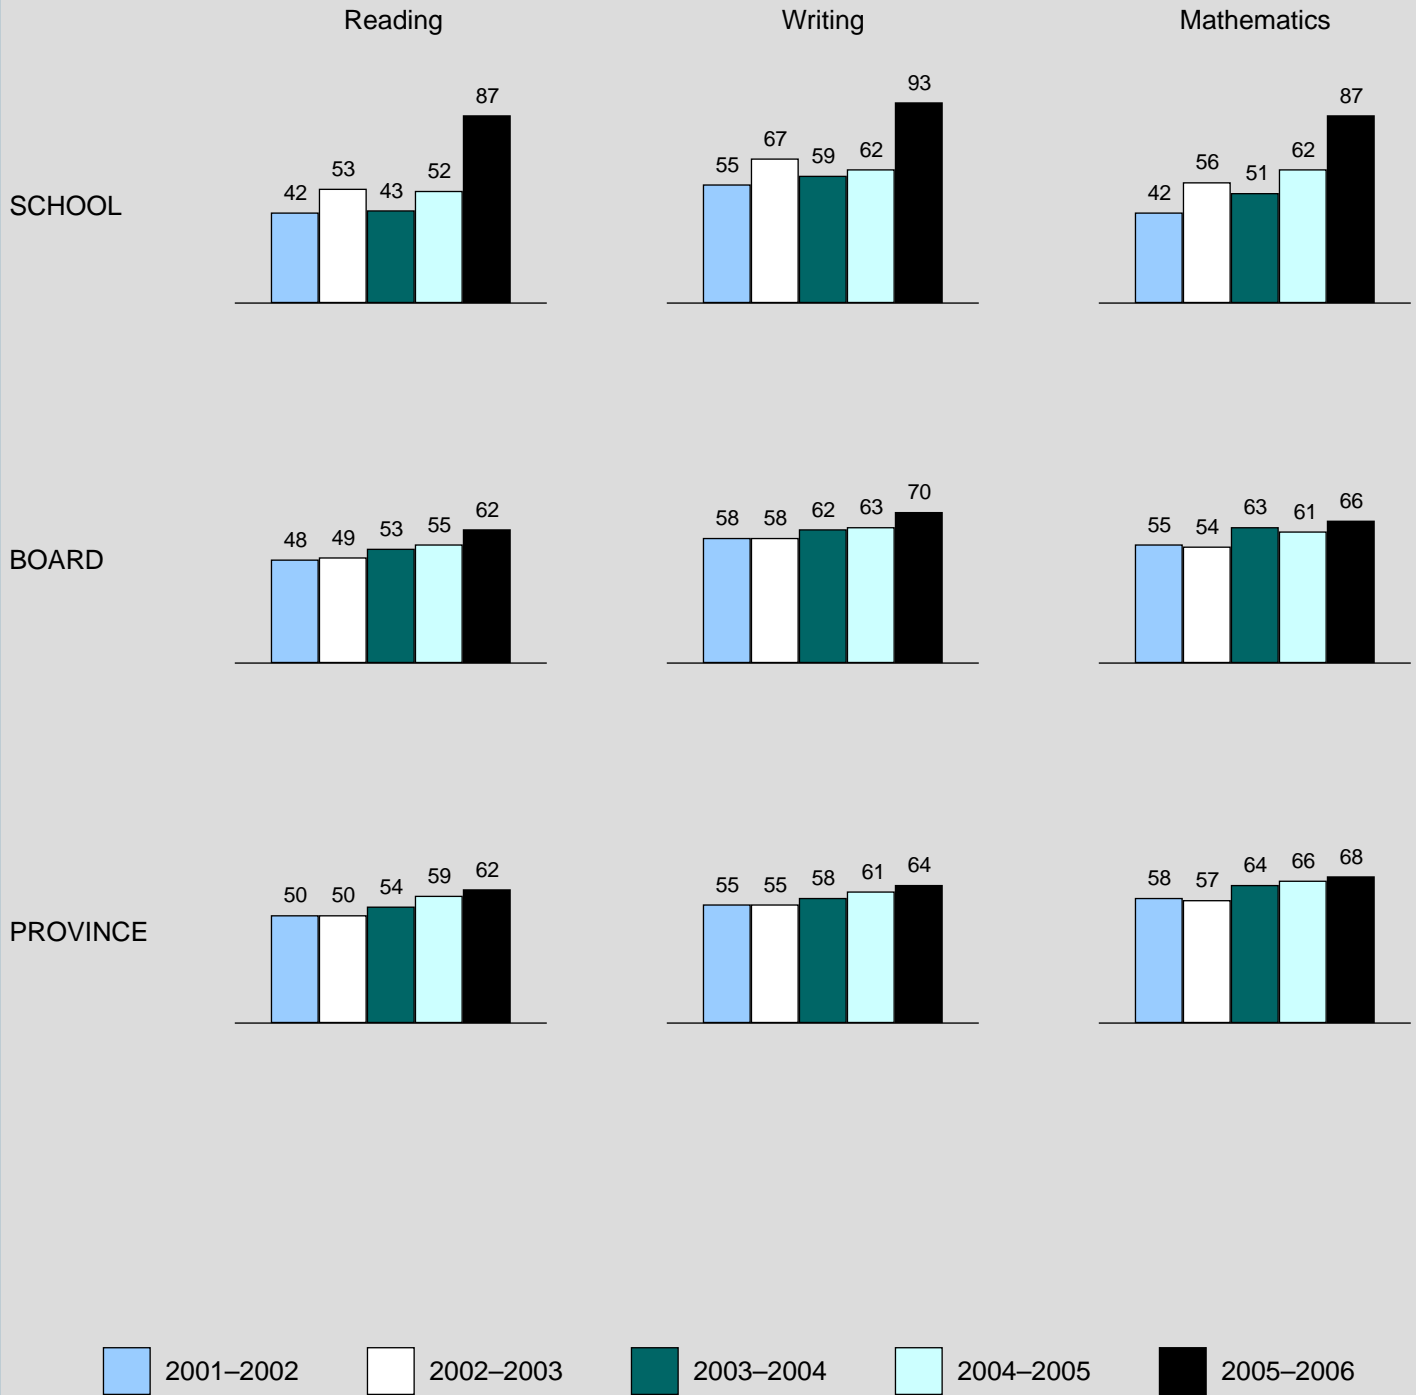 Reading Writing Mathematics
SCHOOL
42 53 43 52 87
55 67 59 62 93
42 56 51 62 87
BOARD
48 49 53 55 62
58 58 62 63 70
55 54 63 61 66
PROVINCE
50 50 54 59 62
55 55 58 61 64
58 57 64 66 68
2001–2002 2002–2003 2003–2004 2004–2005 2005–2006